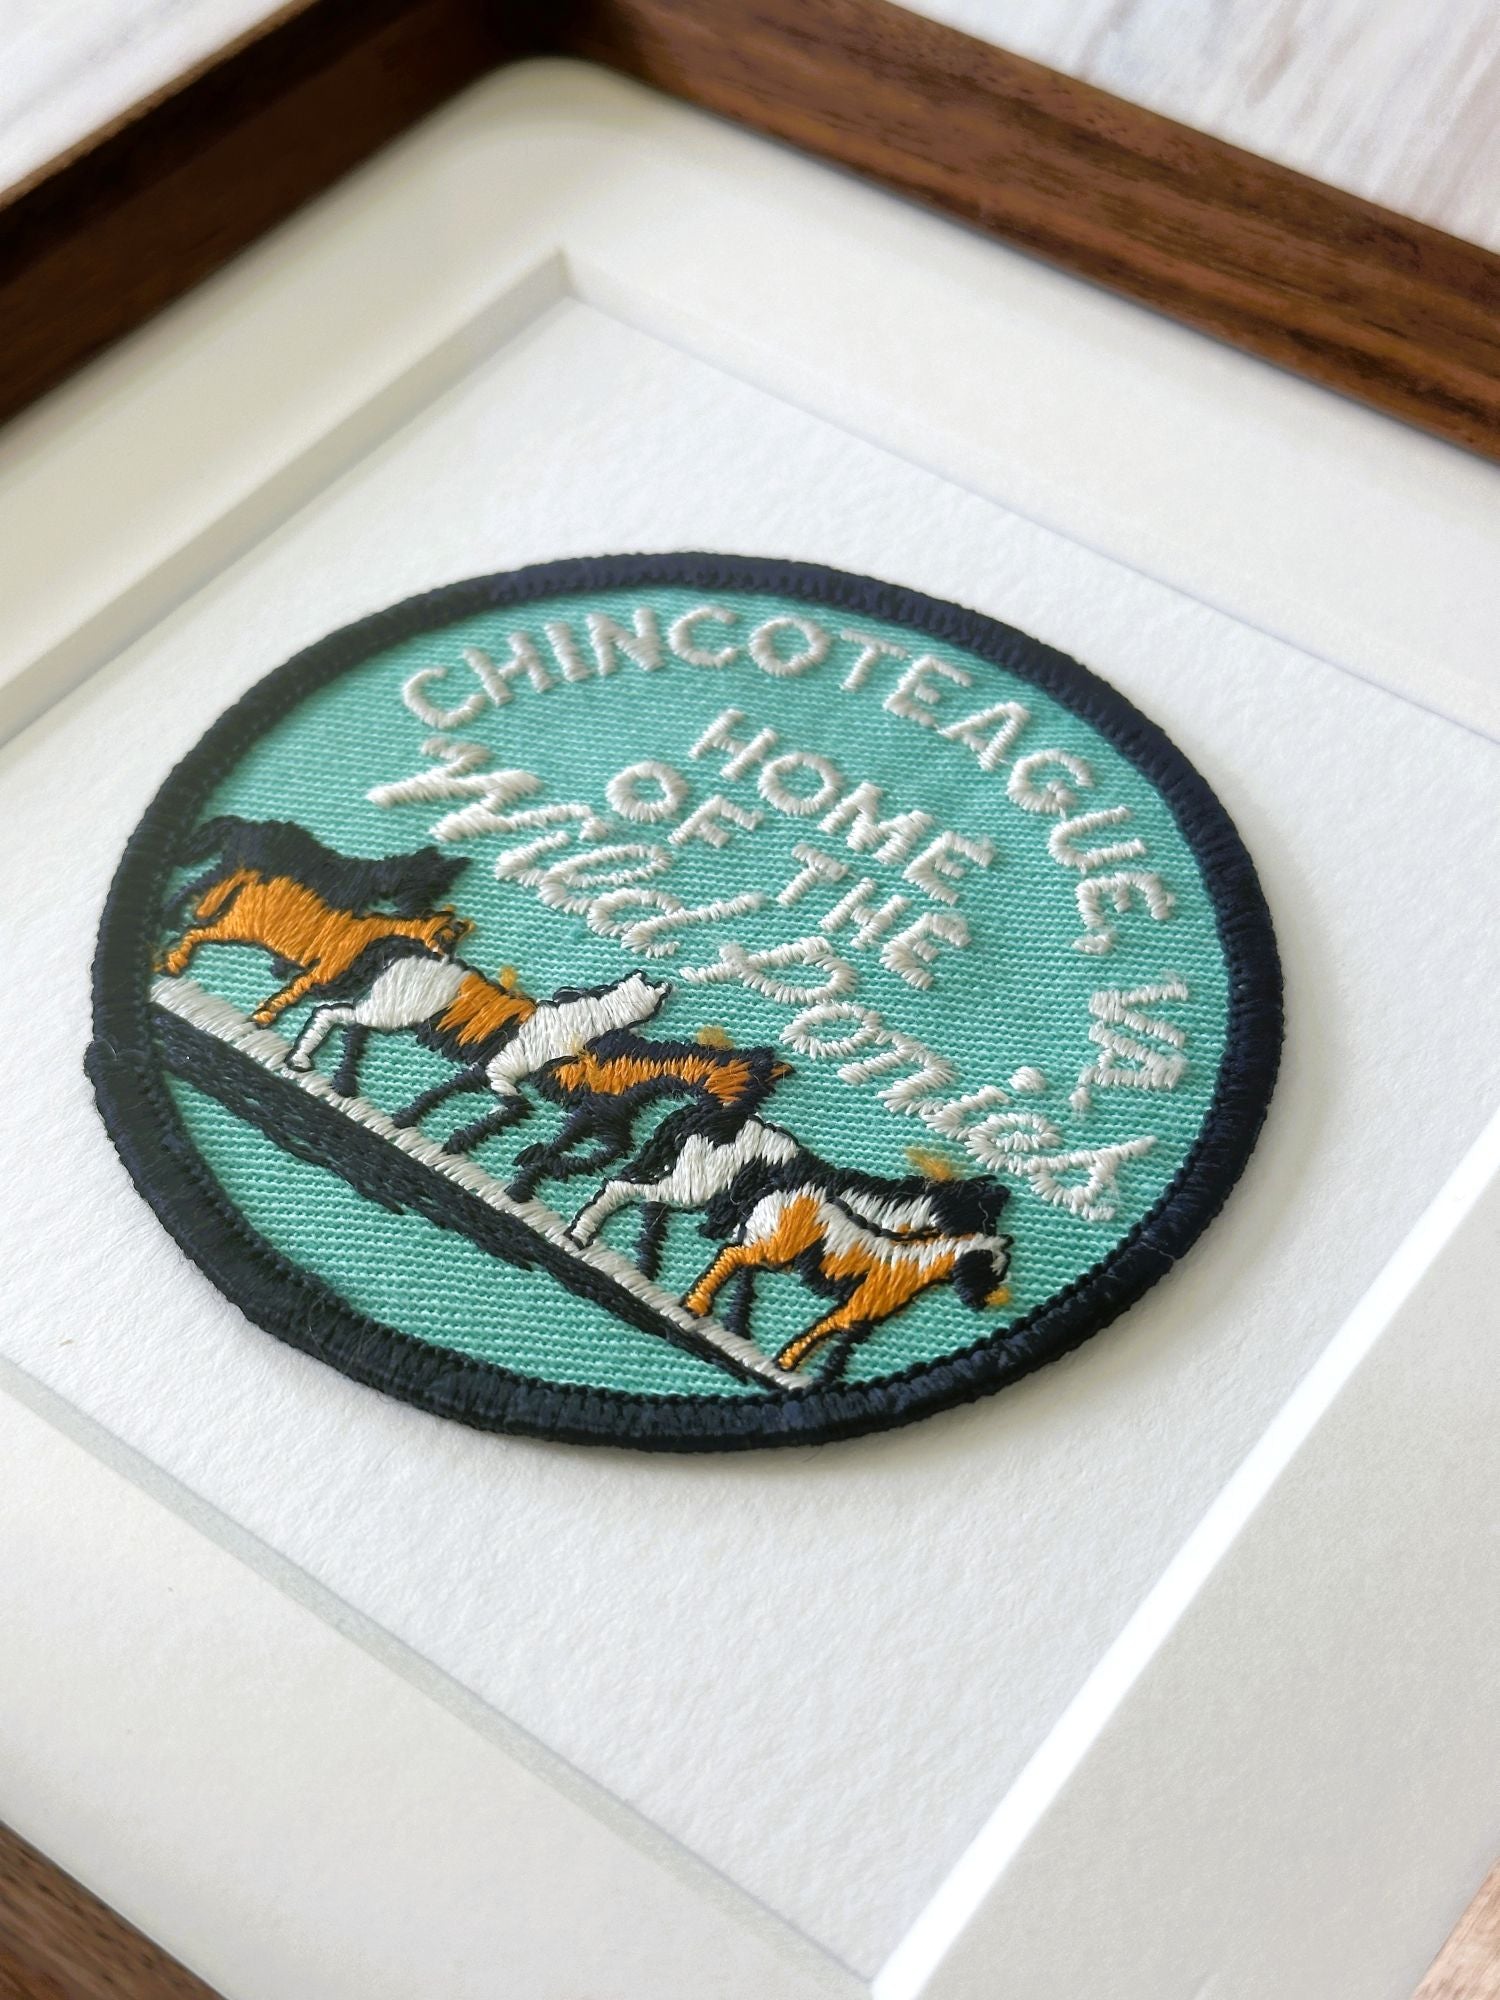 CHINCOTEAGUE, VA.
HOME
OF THE
Wild Ponies